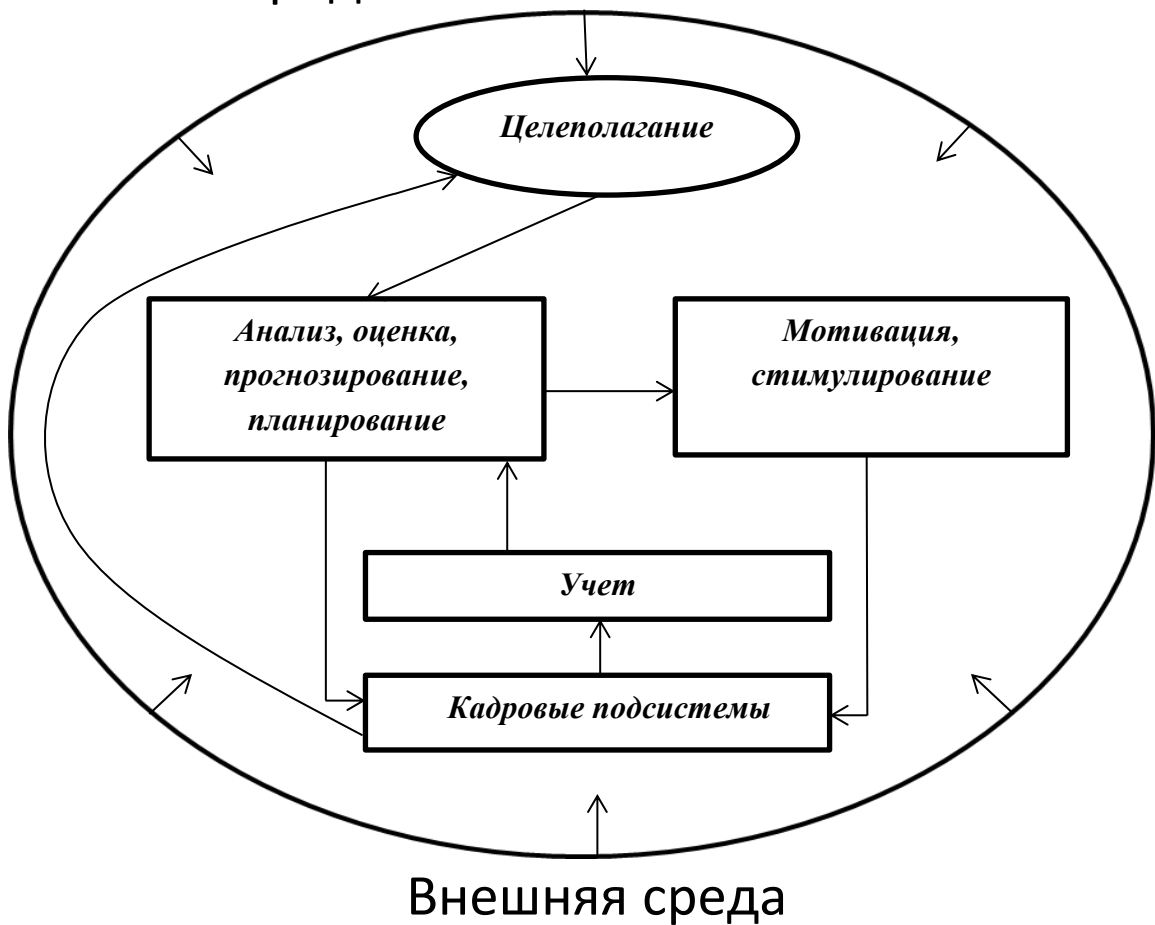 Целеполагание
Анализ, оценка,
прогнозирование,
планирование
Мотивация,
стимулирование
Учет
Кадровые подсистемы
Внешняя среда